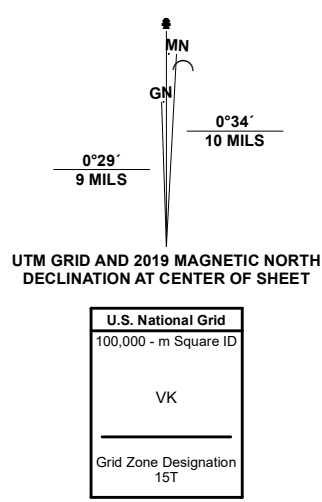 MN
GN
0°34´
10 MILS
0°29´
9 MILS
UTM GRID AND 2019 MAGNETIC NORTH
DECLINATION AT CENTER OF SHEET
U.S. National Grid
100,000 - m Square ID
VK
Grid Zone Designation
15T